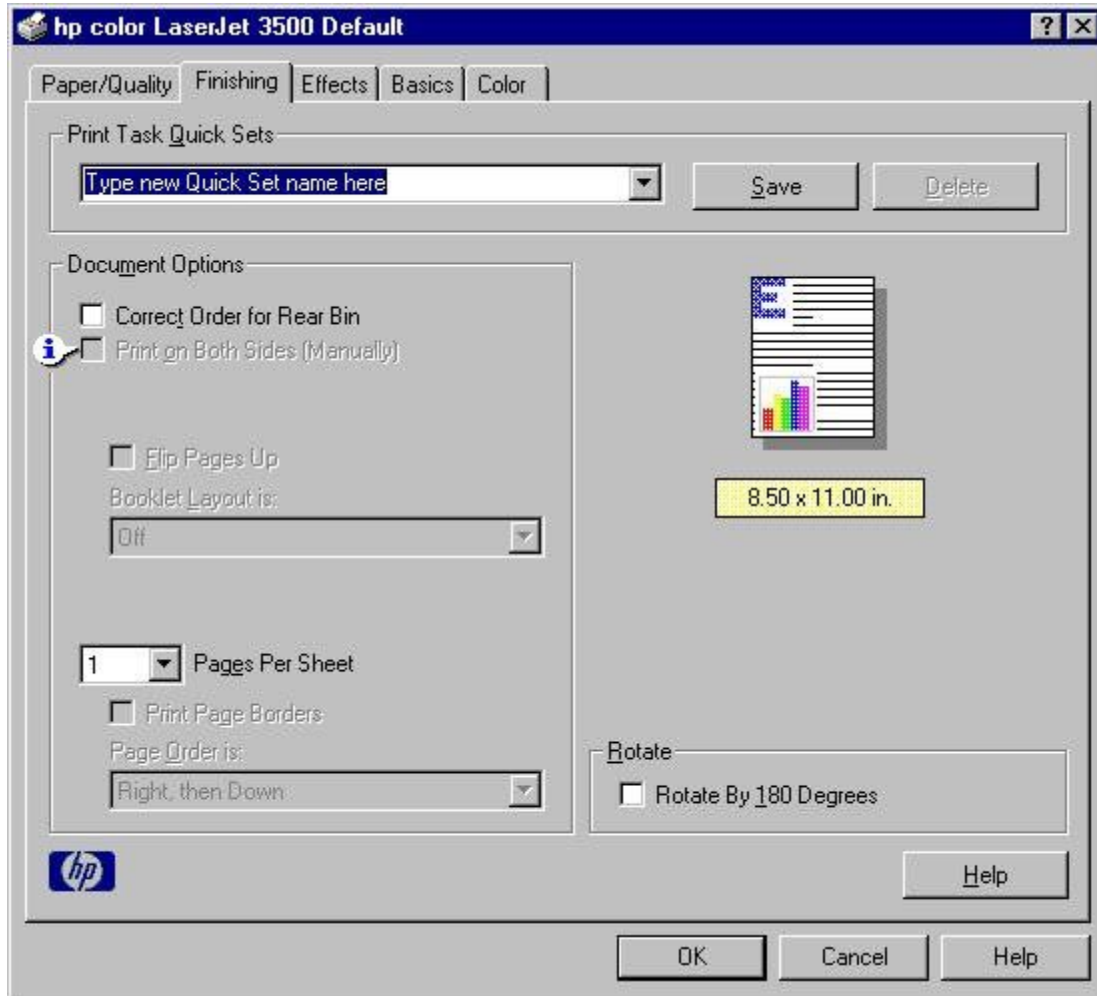 hp color LaserJet 3500 Default
? X
Paper/Quality Finishing Effects Basics Color
Print Task Quick Sets
Type new Quick Set name here Save Delete
Document Options
Correct Order for Rear Bin
i Print on Both Sides (Manually)
Flip Pages Up
Booklet Layout is:
Off
1 Pages Per Sheet
Print Page Borders
Page Order is:
Right, then Down
E
8.50 x 11.00 in.
Rotate
Rotate By 180 Degrees
hp Help
OK Cancel Help